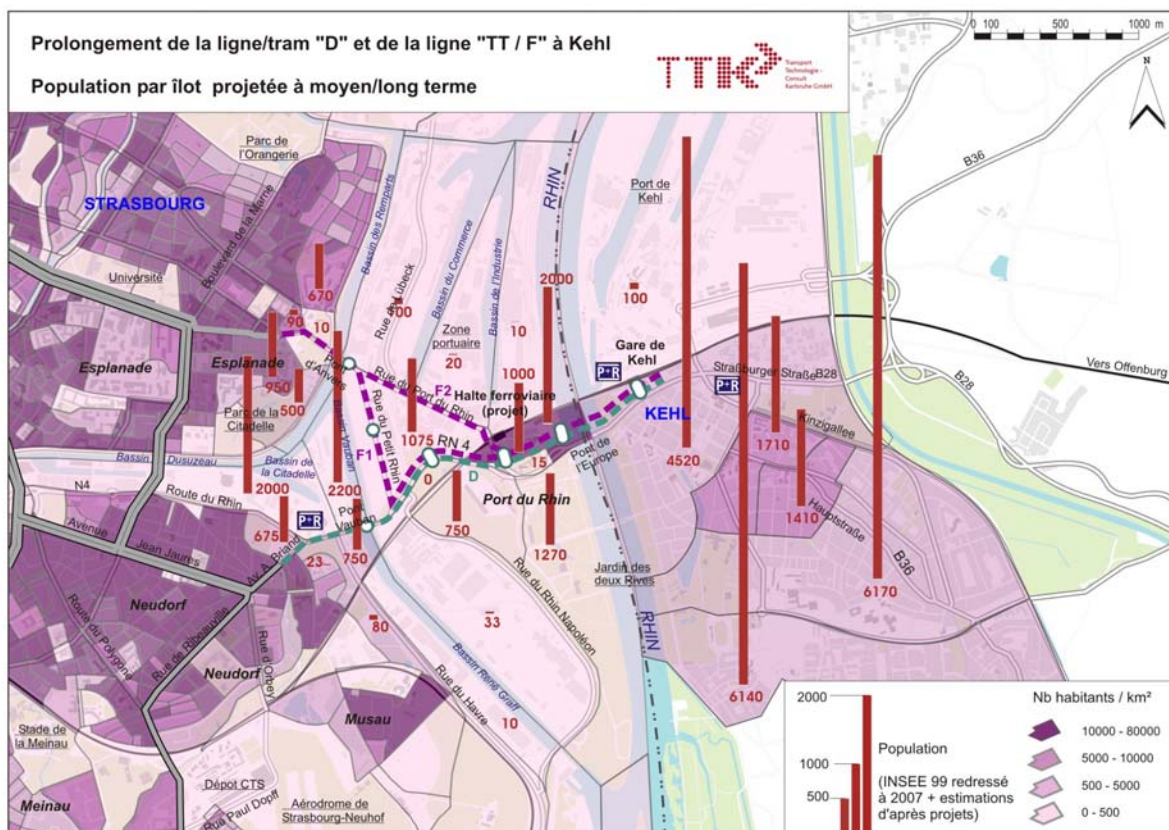 Prolongement de la ligne/tram "D" et de la ligne "TT / F" à Kehl
Population par îlot projetée à moyen/long terme
TTK
Transport
Technologie -
Consult
Karlsruhe GmbH
0 100 500 1000 m
N
Parc de
l'Orangerie
STRASBOURG
Boulevard de la Marne
Université
Bassin des Remparts
Rue de Lübeck
Bassin du Commerce
Bassin de l'Industrie
RHIN
Port de
Kehl
B36
670
90
10
Esplanade
Esplanade
950
500
Pont
d'Anvers
Zone
portuaire
20
10
2000
100
Gare de
Kehl
P+R
Vers Offenburg
B28
Rue du Port du Rhin
F2
Halte ferroviaire
(projet)
1000
Straßburger Straße
B28
P+R
KEHL
Parc de la
Citadelle
Bassin Dusuzeau
Bassin de
la Citadelle
Bassin Vauban
Rue du Petit Rhin
F1
1075
RN 4
D
0
15
Pont de
l'Europe
4520
1710
Kinzigallee
1410
Hauptstraße
B36
6170
N4
Route du Rhin
2000
2200
675
P+R
Pont
Vauban
750
750
Port du Rhin
1270
Avenue
Jean Jaurès
Av. A. Briand
23
Neudorf
Route du Polygone
Rue de Ribeauvillé
Neudorf
Rue d'Orbey
80
33
Rue du Rhin Napoléon
Jardin des
deux Rives
RHIN
6140
Bassin René Graff
Rue du Havre
10
Musau
Stade de
la Meinau
Meinau
Dépôt CTS
Rue Paul Dopff
Aérodrome de
Strasbourg-Neuhof
2000
1000
500
Population
(INSEE 99 redressé
à 2007 + estimations
d'après projets)
Nb habitants / km²
10000 - 80000
5000 - 10000
500 - 5000
0 - 500